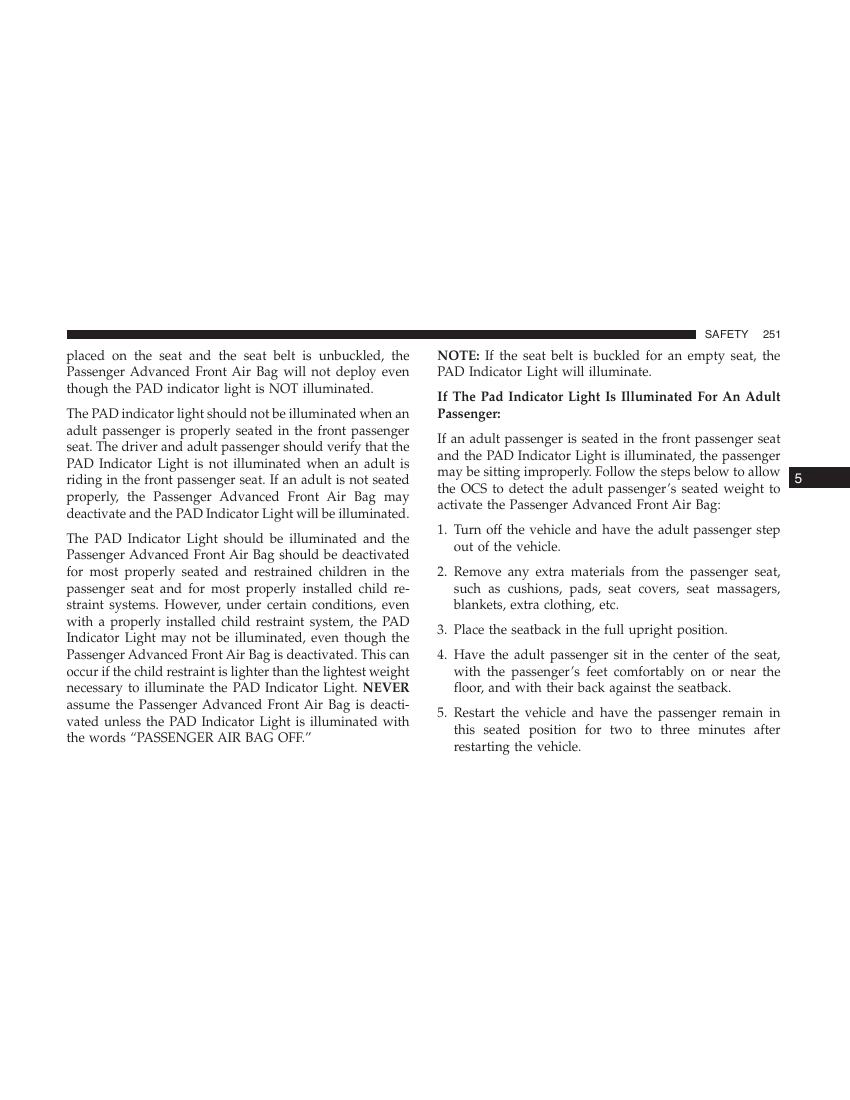 SAFETY 251
placed on the seat and the seat belt is unbuckled, the
Passenger Advanced Front Air Bag will not deploy even
though the PAD indicator light is NOT illuminated.
The PAD indicator light should not be illuminated when an
adult passenger is properly seated in the front passenger
seat. The driver and adult passenger should verify that the
PAD Indicator Light is not illuminated when an adult is
riding in the front passenger seat. If an adult is not seated
properly, the Passenger Advanced Front Air Bag may
deactivate and the PAD Indicator Light will be illuminated.
The PAD Indicator Light should be illuminated and the
Passenger Advanced Front Air Bag should be deactivated
for most properly seated and restrained children in the
passenger seat and for most properly installed child re-
straint systems. However, under certain conditions, even
with a properly installed child restraint system, the PAD
Indicator Light may not be illuminated, even though the
Passenger Advanced Front Air Bag is deactivated. This can
occur if the child restraint is lighter than the lightest weight
necessary to illuminate the PAD Indicator Light. NEVER
assume the Passenger Advanced Front Air Bag is deacti-
vated unless the PAD Indicator Light is illuminated with
the words “PASSENGER AIR BAG OFF.”
NOTE: If the seat belt is buckled for an empty seat, the
PAD Indicator Light will illuminate.
If The Pad Indicator Light Is Illuminated For An Adult
Passenger:
If an adult passenger is seated in the front passenger seat
and the PAD Indicator Light is illuminated, the passenger
may be sitting improperly. Follow the steps below to allow
the OCS to detect the adult passenger’s seated weight to
activate the Passenger Advanced Front Air Bag:
1. Turn off the vehicle and have the adult passenger step
out of the vehicle.
2. Remove any extra materials from the passenger seat,
such as cushions, pads, seat covers, seat massagers,
blankets, extra clothing, etc.
3. Place the seatback in the full upright position.
4. Have the adult passenger sit in the center of the seat,
with the passenger’s feet comfortably on or near the
floor, and with their back against the seatback.
5. Restart the vehicle and have the passenger remain in
this seated position for two to three minutes after
restarting the vehicle.
5